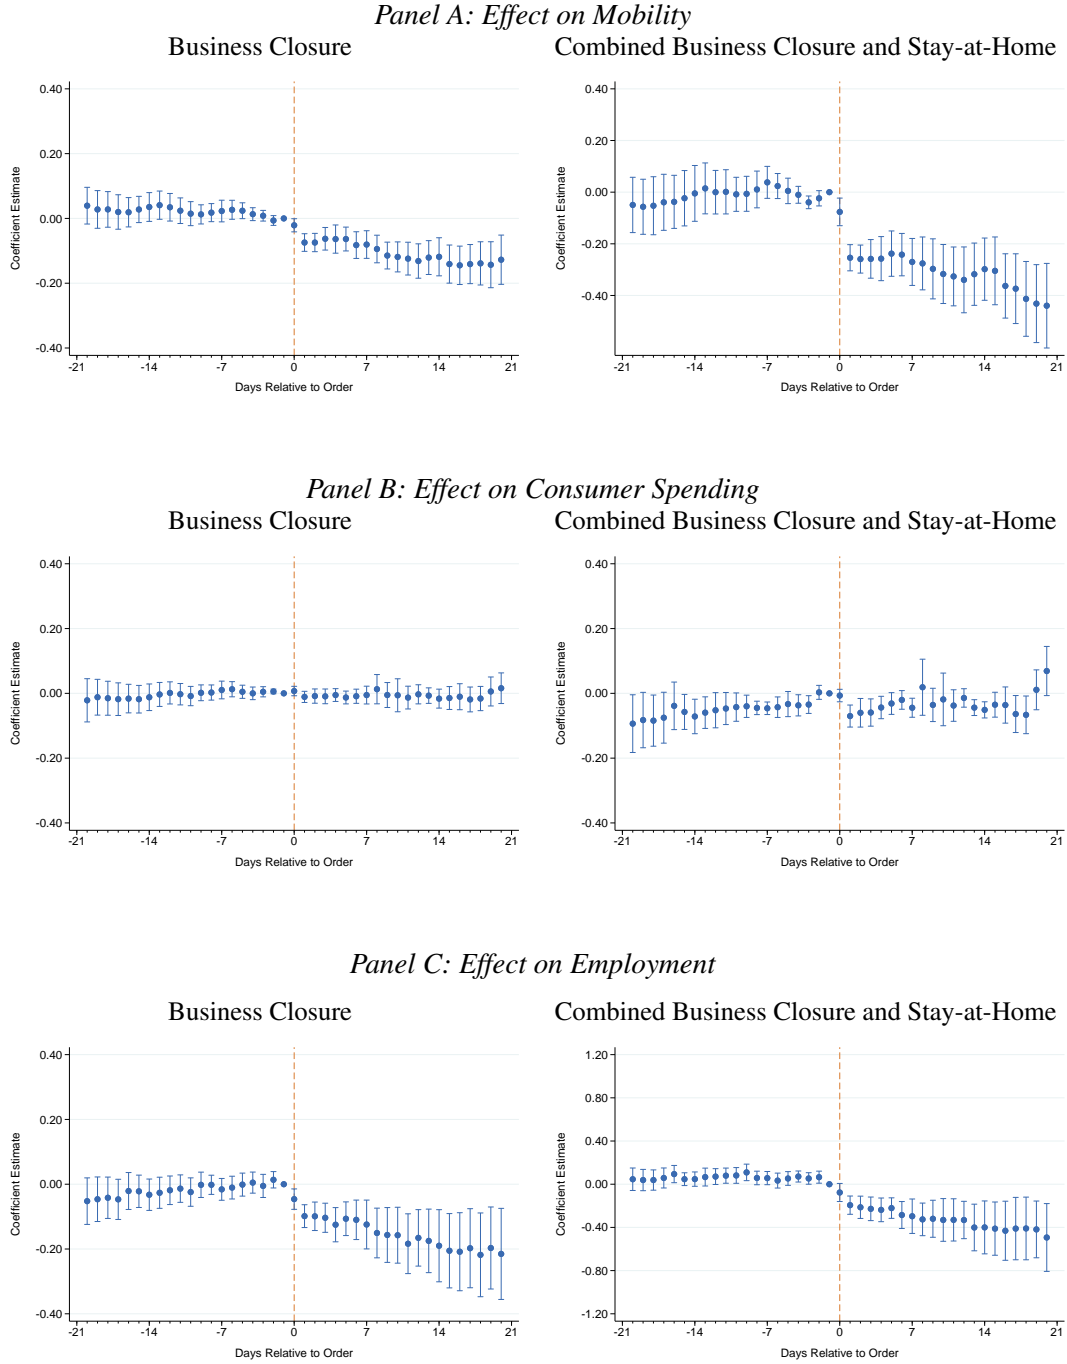 Panel A: Effect on Mobility
Business Closure
Combined Business Closure and Stay-at-Home
0.40
0.20
0.00
-0.20
-0.40
Coefficient Estimate
-21 -14 -7 0 7 14 21
Days Relative to Order
0.40
0.20
0.00
-0.20
-0.40
Coefficient Estimate
-21 -14 -7 0 7 14 21
Days Relative to Order
Panel B: Effect on Consumer Spending
Business Closure
Combined Business Closure and Stay-at-Home
0.40
0.20
0.00
-0.20
-0.40
Coefficient Estimate
-21 -14 -7 0 7 14 21
Days Relative to Order
0.40
0.20
0.00
-0.20
-0.40
Coefficient Estimate
-21 -14 -7 0 7 14 21
Days Relative to Order
Panel C: Effect on Employment
Business Closure
Combined Business Closure and Stay-at-Home
0.40
0.20
0.00
-0.20
-0.40
Coefficient Estimate
-21 -14 -7 0 7 14 21
Days Relative to Order
1.20
0.80
0.40
0.00
-0.40
-0.80
-1.20
Coefficient Estimate
-21 -14 -7 0 7 14 21
Days Relative to Order